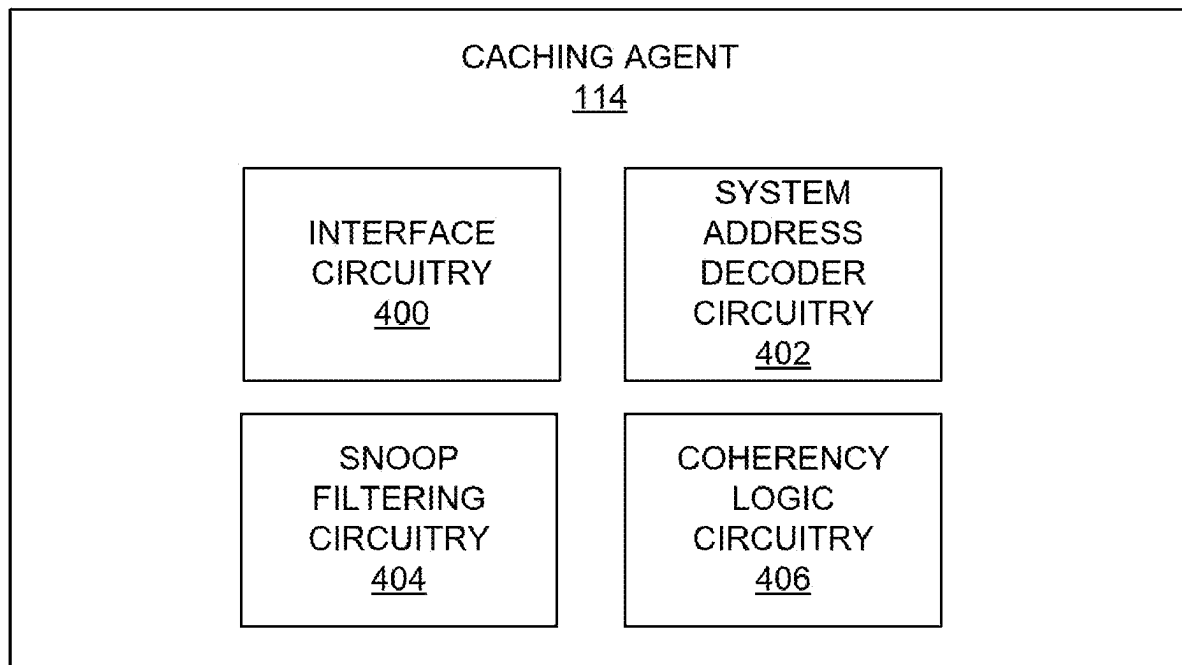 CACHING AGENT
114
INTERFACE
CIRCUITRY
400
SYSTEM
ADDRESS
DECODER
CIRCUITRY
402
SNOOP
FILTERING
CIRCUITRY
404
COHERENCY
LOGIC
CIRCUITRY
406